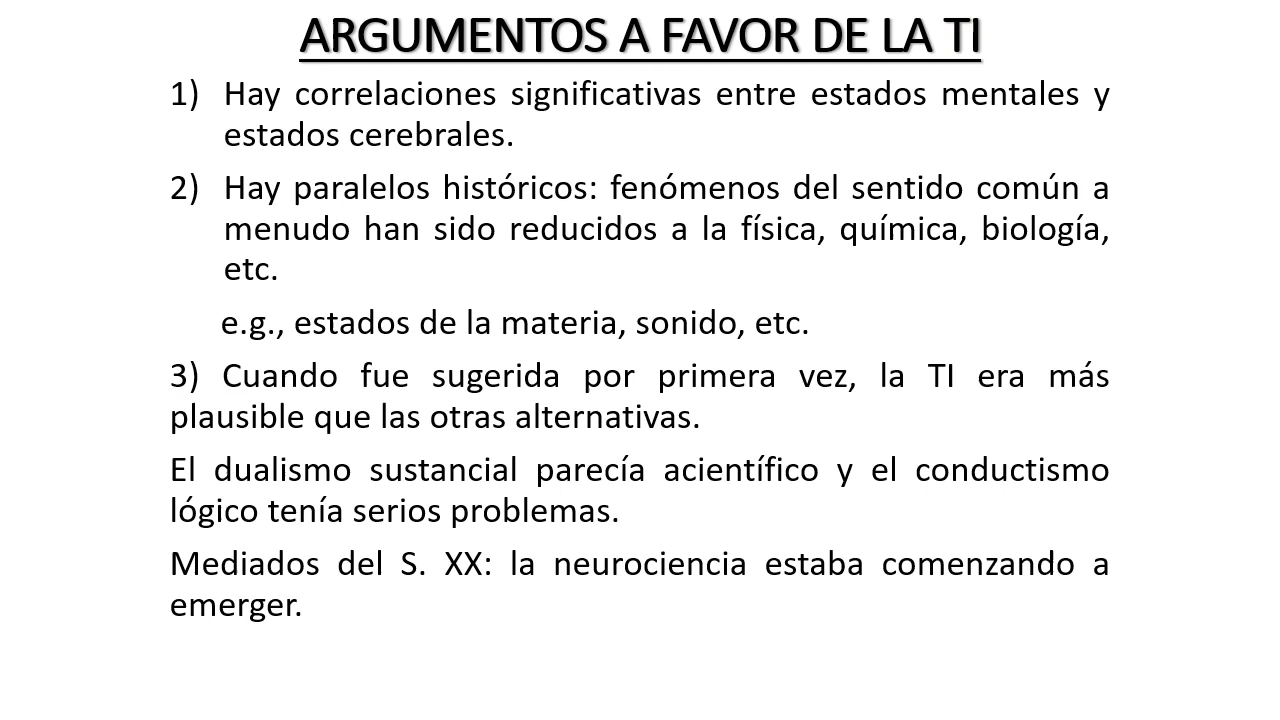 ARGUMENTOS A FAVOR DE LA TI
1) Hay correlaciones significativas entre estados mentales y
estados cerebrales.
2) Hay paralelos históricos: fenómenos del sentido común a
menudo han sido reducidos a la física, química, biología,
etc.
e.g., estados de la materia, sonido, etc.
3) Cuando fue sugerida por primera vez, la TI era más
plausible que las otras alternativas.
El dualismo sustancial parecía acientífico y el conductismo
lógico tenía serios problemas.
Mediados del S. XX: la neurociencia estaba comenzando a
emerger.